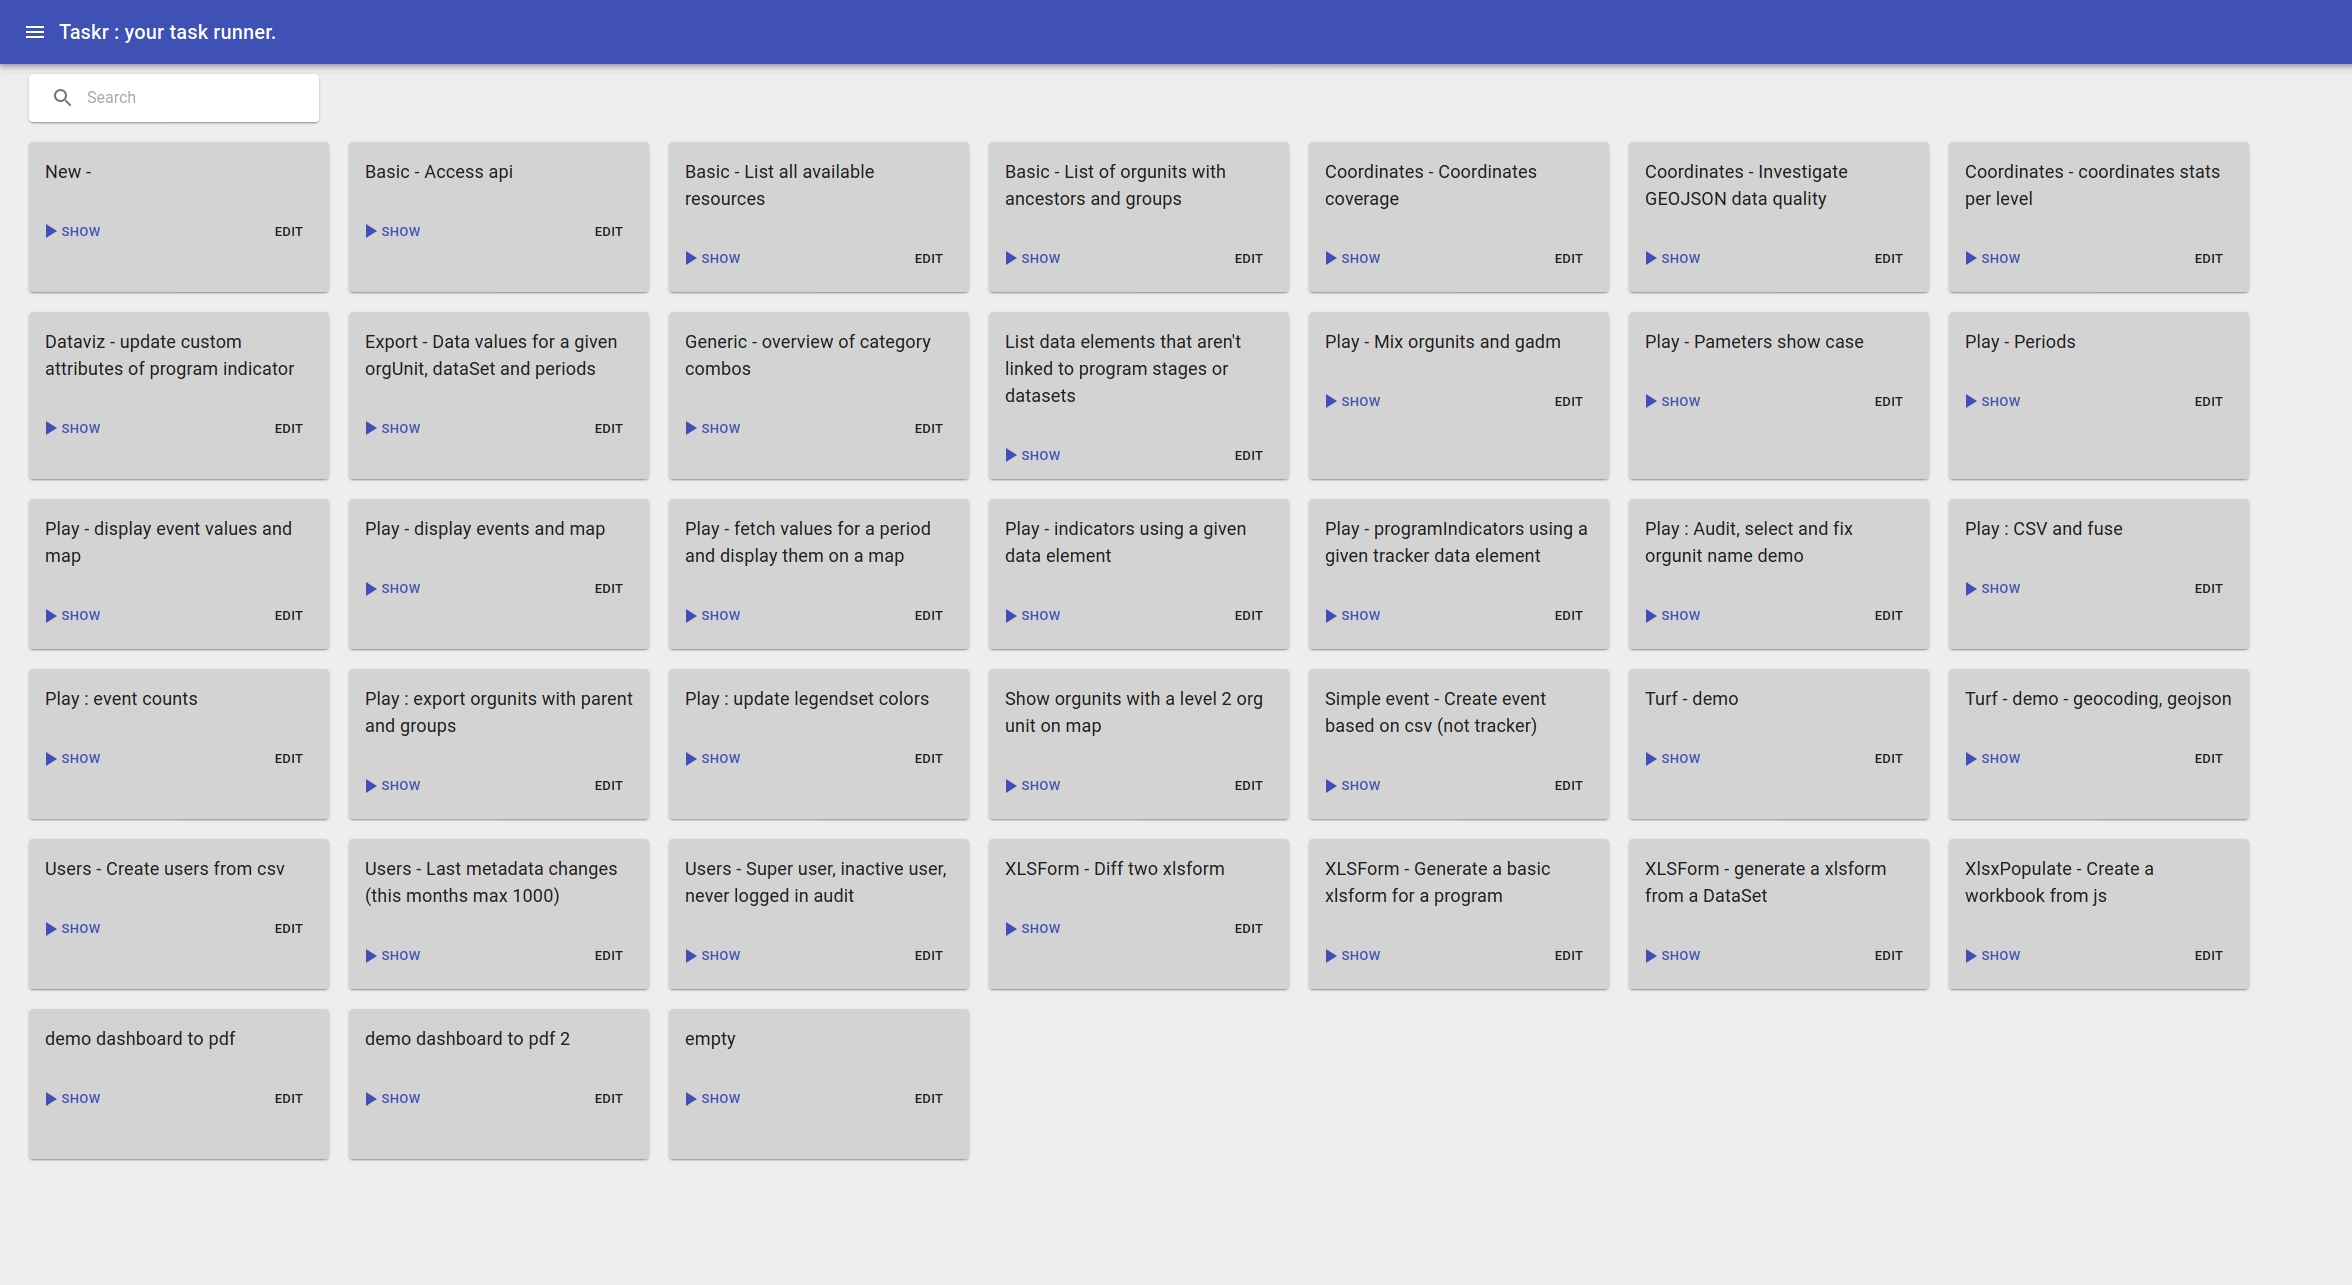 Taskr : your task runner.
Search
New -
SHOW EDIT
Basic - Access api
SHOW EDIT
Basic - List all available
resources
SHOW EDIT
Basic - List of orgunits with
ancestors and groups
SHOW EDIT
Coordinates - Coordinates
coverage
SHOW EDIT
Coordinates - Investigate
GEOJSON data quality
SHOW EDIT
Coordinates - coordinates stats
per level
SHOW EDIT
Dataviz - update custom
attributes of program indicator
SHOW EDIT
Export - Data values for a given
orgUnit, dataSet and periods
SHOW EDIT
Generic - overview of category
combos
SHOW EDIT
List data elements that aren't
linked to program stages or
datasets
SHOW EDIT
Play - Mix orgunits and gadm
SHOW EDIT
Play - Pameters show case
SHOW EDIT
Play - Periods
SHOW EDIT
Play - display event values and
map
SHOW EDIT
Play - display events and map
SHOW EDIT
Play - fetch values for a period
and display them on a map
SHOW EDIT
Play - indicators using a given
data element
SHOW EDIT
Play - programIndicators using a
given tracker data element
SHOW EDIT
Play : Audit, select and fix
orgunit name demo
SHOW EDIT
Play : CSV and fuse
SHOW EDIT
Play : event counts
SHOW EDIT
Play : export orgunits with parent
and groups
SHOW EDIT
Play : update legendset colors
SHOW EDIT
Show orgunits with a level 2 org
unit on map
SHOW EDIT
Simple event - Create event
based on csv (not tracker)
SHOW EDIT
Turf - demo
SHOW EDIT
Turf - demo - geocoding, geojson
SHOW EDIT
Users - Create users from csv
SHOW EDIT
Users - Last metadata changes
(this months max 1000)
SHOW EDIT
Users - Super user, inactive user,
never logged in audit
SHOW EDIT
XLSForm - Diff two xlsform
SHOW EDIT
XLSForm - Generate a basic
xlsform for a program
SHOW EDIT
XLSForm - generate a xlsform
from a DataSet
SHOW EDIT
XlsxPopulate - Create a
workbook from js
SHOW EDIT
demo dashboard to pdf
SHOW EDIT
demo dashboard to pdf 2
SHOW EDIT
empty
SHOW EDIT